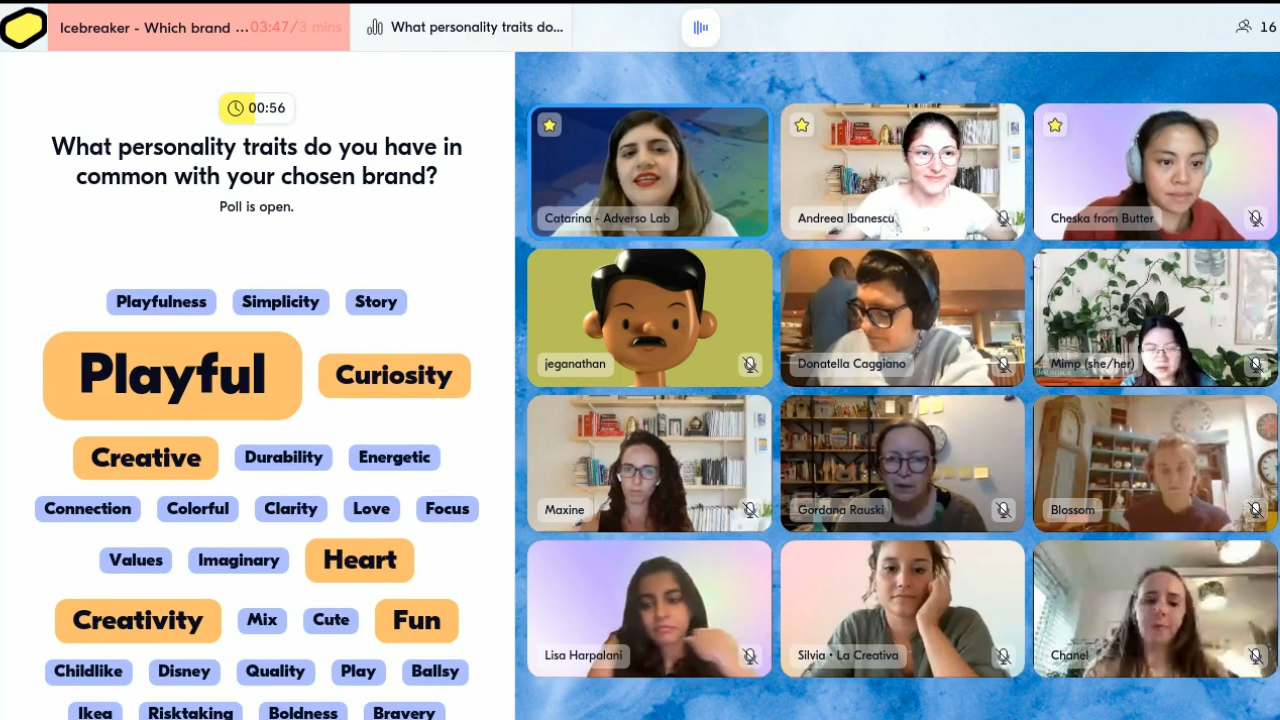 Icebreaker - Which brand ... 03:47/3 mins
What personality traits do...
16
00:56
What personality traits do you have in
common with your chosen brand?
Poll is open.
Playfulness Simplicity Story
Playful Curiosity
Creative Durability Energetic
Connection Colorful Clarity Love Focus
Values Imaginary Heart
Creativity Mix Cute Fun
Childlike Disney Quality Play Ballsy
Ikea Risktaking Boldness Bravery
Catarina - Adverso Lab
Andreea Ibanescu
Cheska from Butter
jeganathan
Donatella Caggiano
Mimp (she/her)
Maxine
Gordana Rauski
Blossom
Lisa Harpalani
Silvia • La Creativa
Chanel